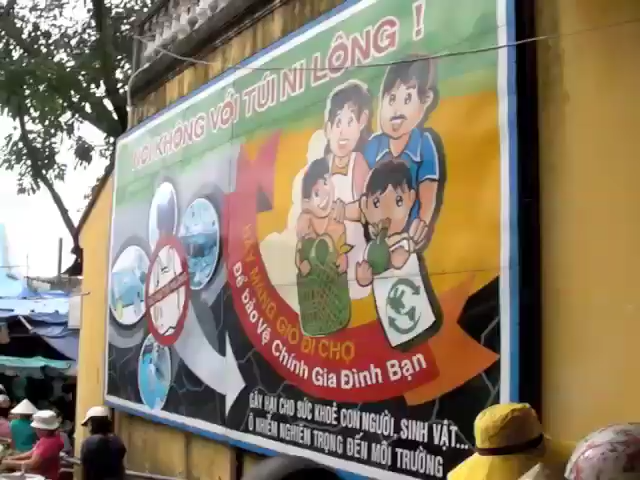 NÓI KHÔNG VỚI TÚI NI LÔNG !
HÃY MANG GIỎ ĐI CHỢ
Để bảo Vệ Chính Gia Đình Bạn
GÂY HẠI CHO SỨC KHOẺ CON NGƯỜI, SINH VẬT...
Ô NHIỄM NGHIÊM TRỌNG ĐẾN MÔI TRƯỜNG